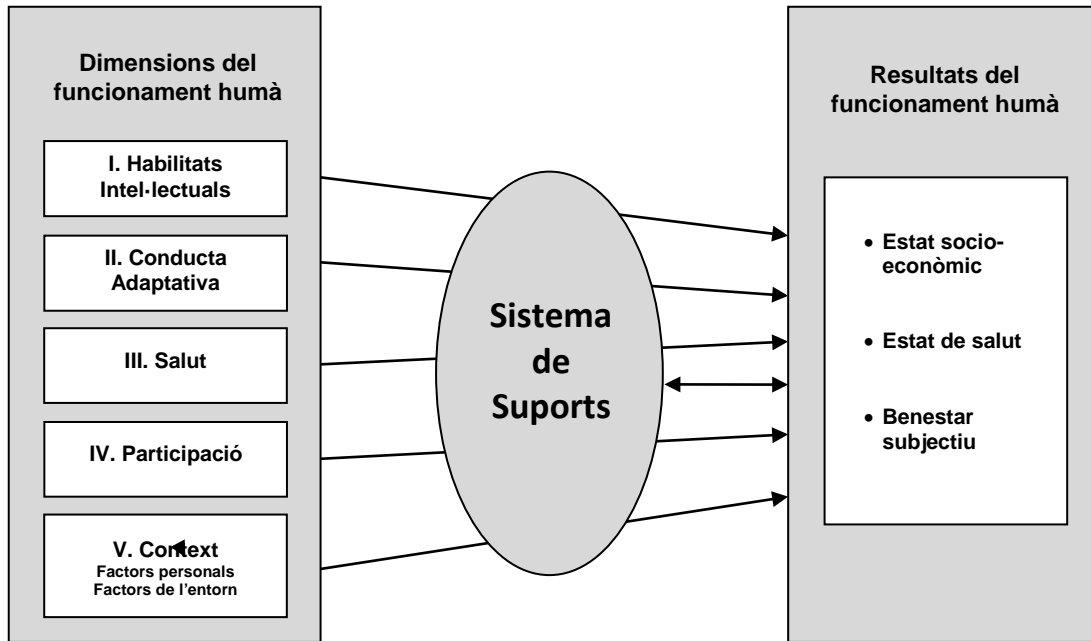 Dimensions del
funcionament humà
I. Habilitats
Intel·lectuals
II. Conducta
Adaptativa
III. Salut
IV. Participació
V. Context
Factors personals
Factors de l'entorn
Sistema
de
Suports
Resultats del
funcionament humà
• Estat socio-
econòmic
• Estat de salut
• Benestar
subjectiu